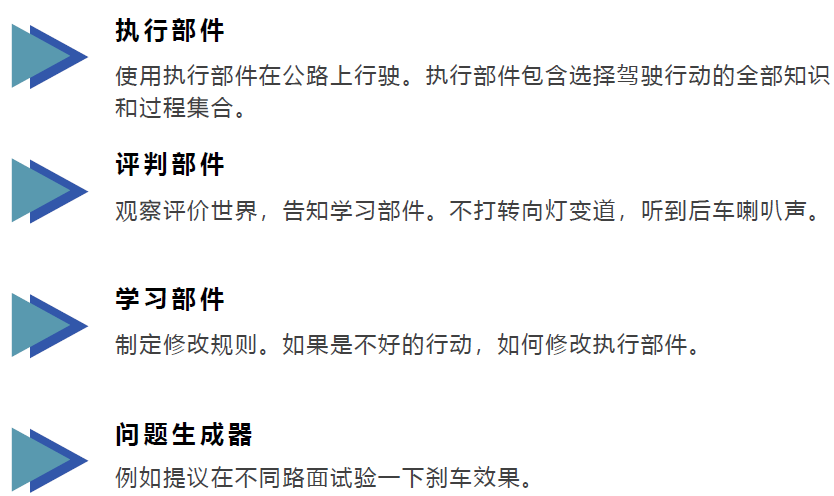 执行部件
使用执行部件在公路上行驶。执行部件包含选择驾驶行动的全部知识
和过程集合。
评判部件
观察评价世界，告知学习部件。不打转向灯变道，听到后车喇叭声。
学习部件
制定修改规则。如果是不好的行动，如何修改执行部件。
问题生成器
例如提议在不同路面试验一下刹车效果。